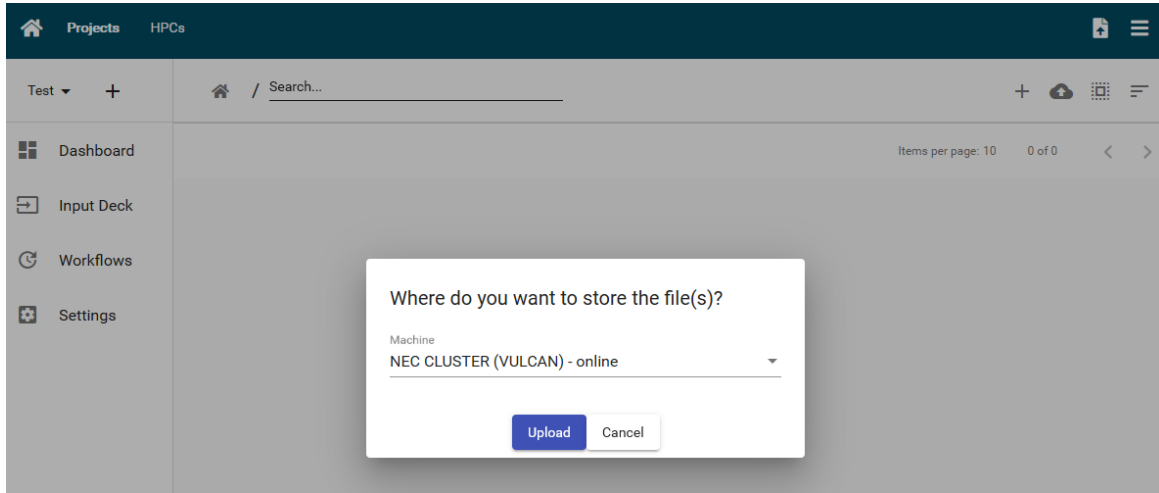 Projects HPCs
Test
/ Search...
Items per page: 10 0 of 0
Dashboard
Input Deck
Workflows
Settings
Where do you want to store the file(s)?
Machine
NEC CLUSTER (VULCAN) - online
Upload Cancel